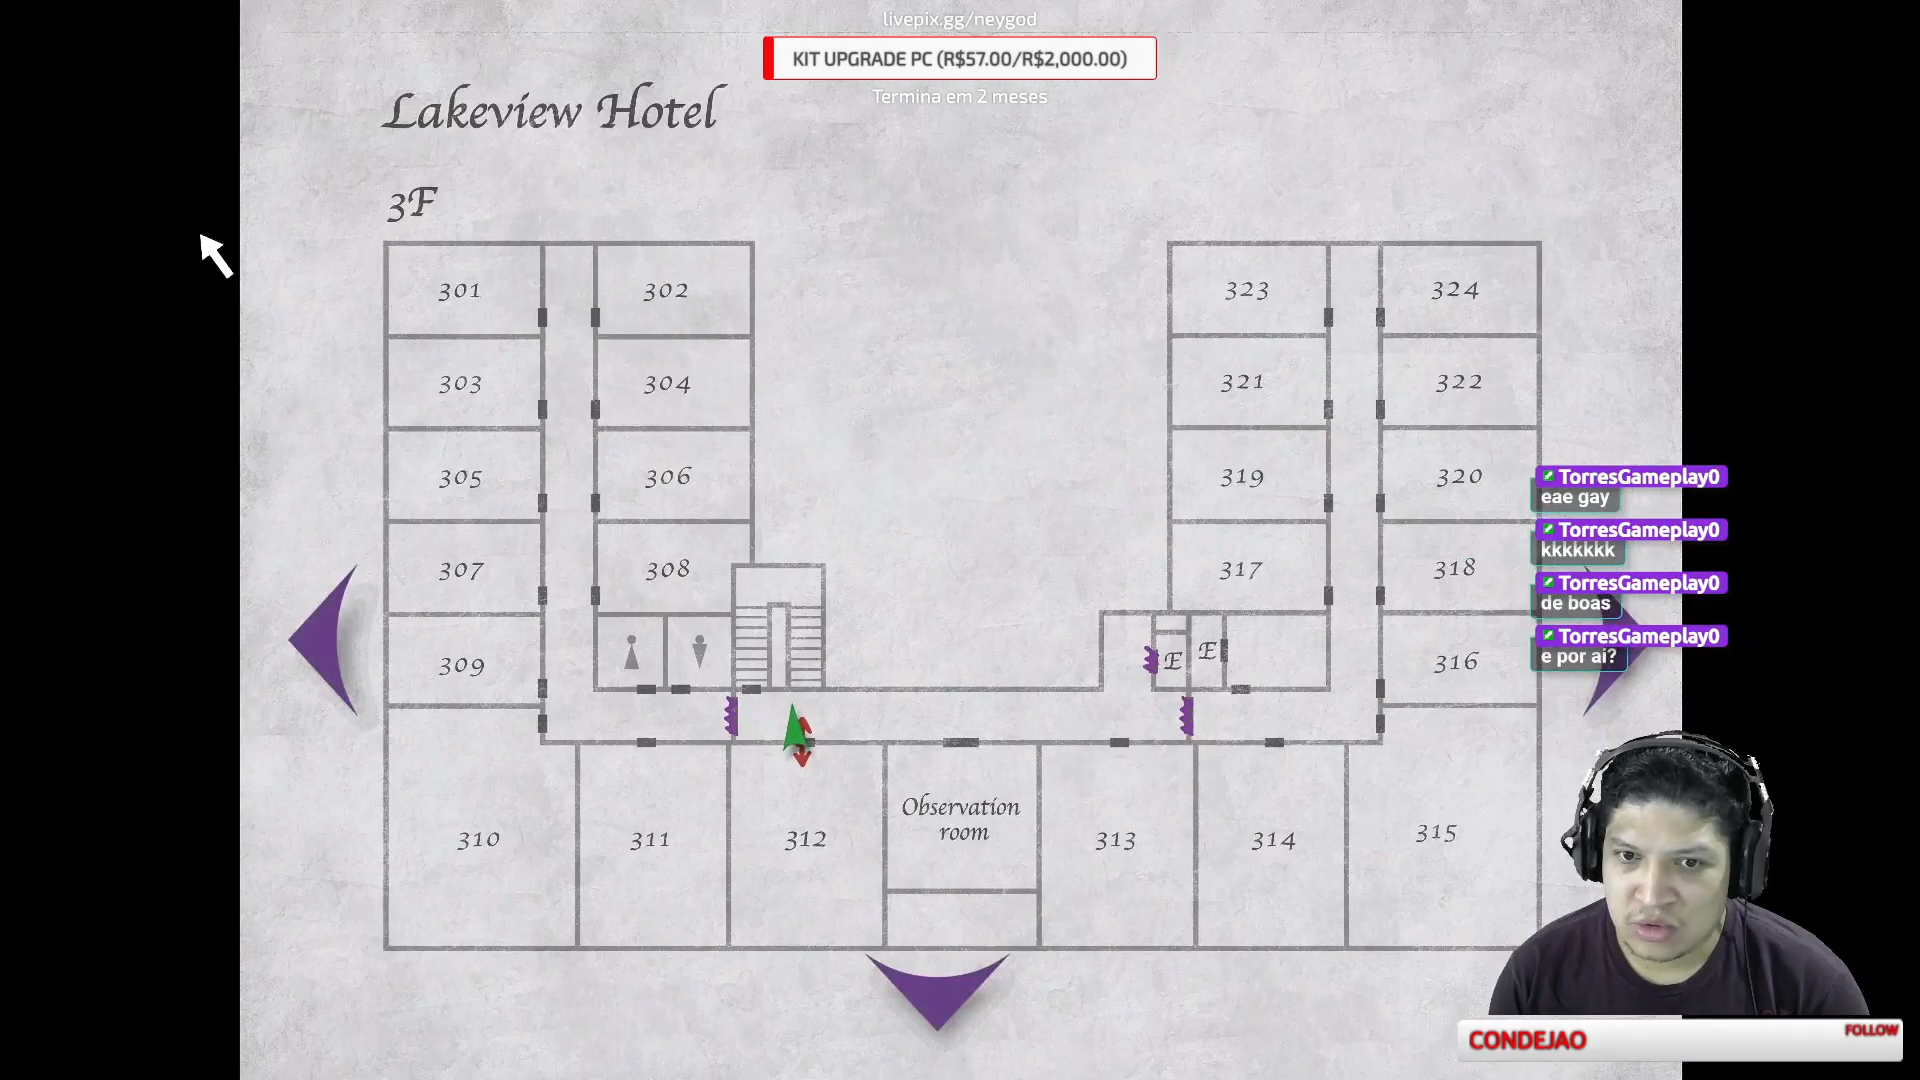 livepix.gg/neygod
KIT UPGRADE PC (R$57.00/R$2,000.00)
Termina em 2 meses
Lakeview Hotel
3F
301
302
323
324
303
304
321
322
305
306
319
320
307
308
317
318
309
E
E
316
310
311
312
Observation
room
313
314
315
TorresGameplay0
eae gay
TorresGameplay0
kkkkkkk
TorresGameplay0
de boas
TorresGameplay0
e por ai?
CONDEJAO
FOLLOW